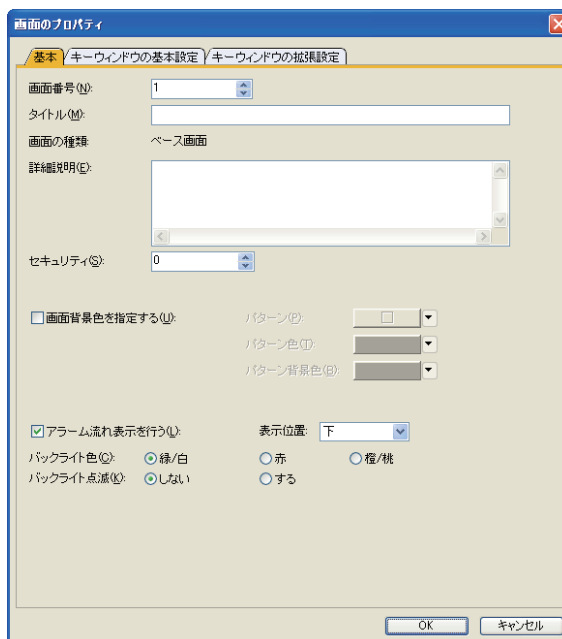 画面のプロパティ
基本 キーウィンドウの基本設定 キーウィンドウの拡張設定
画面番号(N): 1
タイトル(M):
画面の種類: ベース画面
詳細説明(E):
セキュリティ(S): 0
画面背景色を指定する(U): パターン(P):
パターン色(T):
パターン背景色(B):
アラーム流れ表示を行う(L): 表示位置: 下
バックライト色(C): 緑/白 赤 橙/桃
バックライト点滅(K): しない する
OK キャンセル